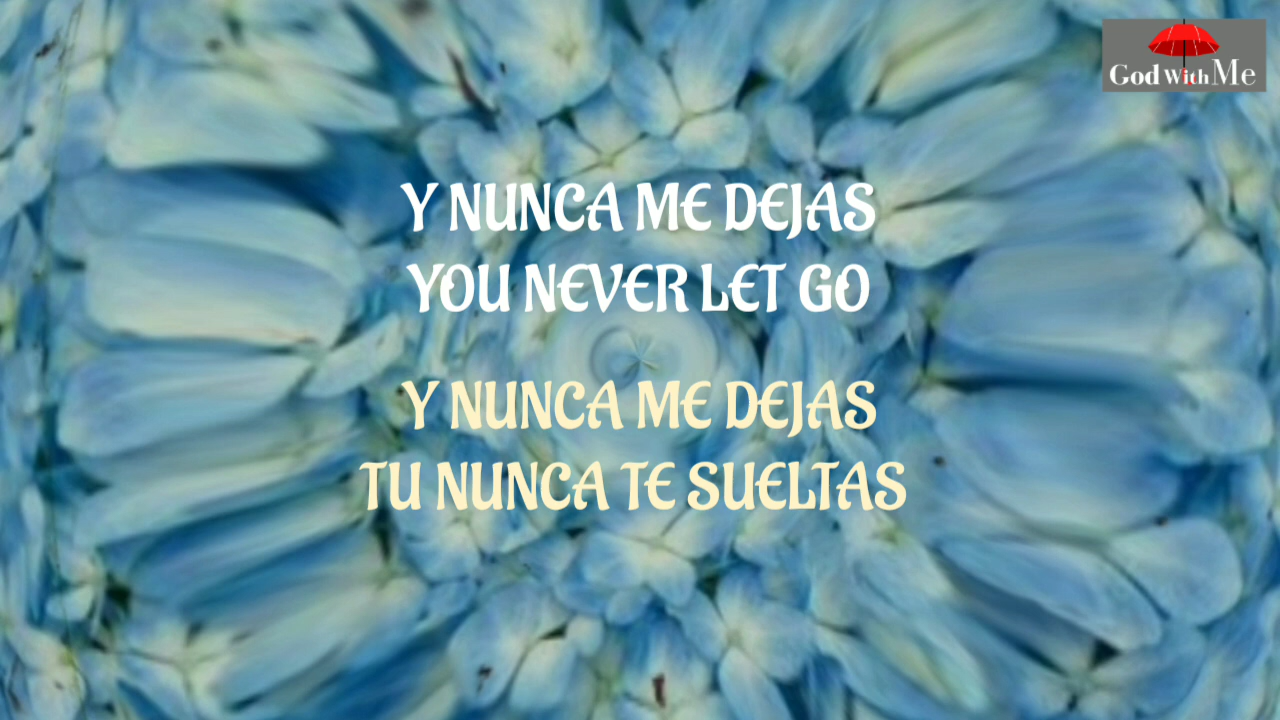 God With Me
Y NUNCA ME DEJAS
YOU NEVER LET GO
Y NUNCA ME DEJAS
TU NUNCA TE SUELTAS